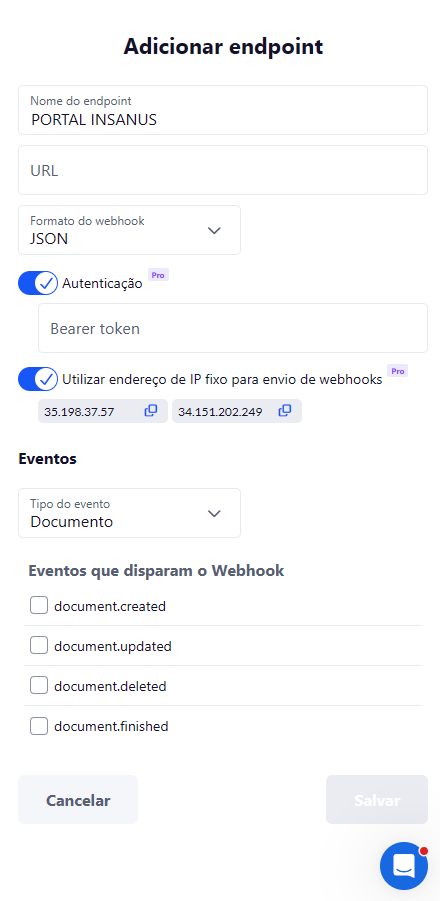 Adicionar endpoint
Nome do endpoint
PORTAL INSANUS
URL
Formato do webhook
JSON
Autenticação Pro
Bearer token
Utilizar endereço de IP fixo para envio de webhooks Pro
35.198.37.57 34.151.202.249
Eventos
Tipo do evento
Documento
Eventos que disparam o Webhook
document.created
document.updated
document.deleted
document.finished
Cancelar Salvar